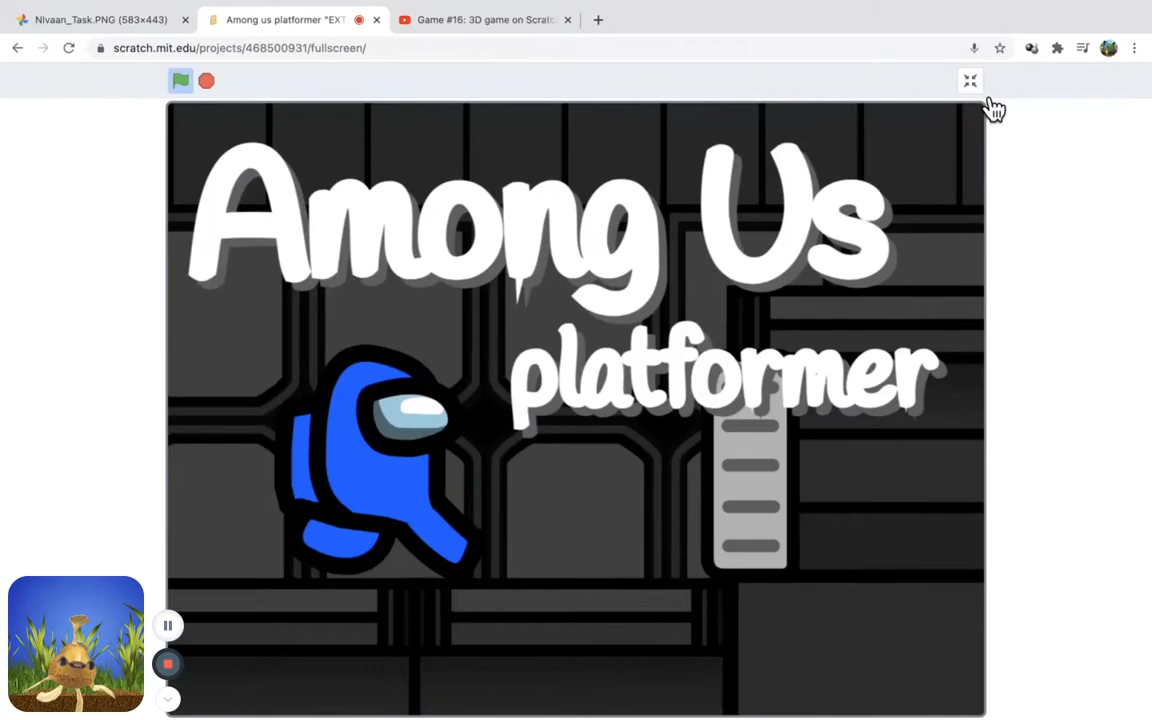 NIvaan_Task.PNG (583×443)
Among us platformer "EXT
Game #16: 3D game on Scratc
scratch.mit.edu/projects/468500931/fullscreen/
Among Us
platformer